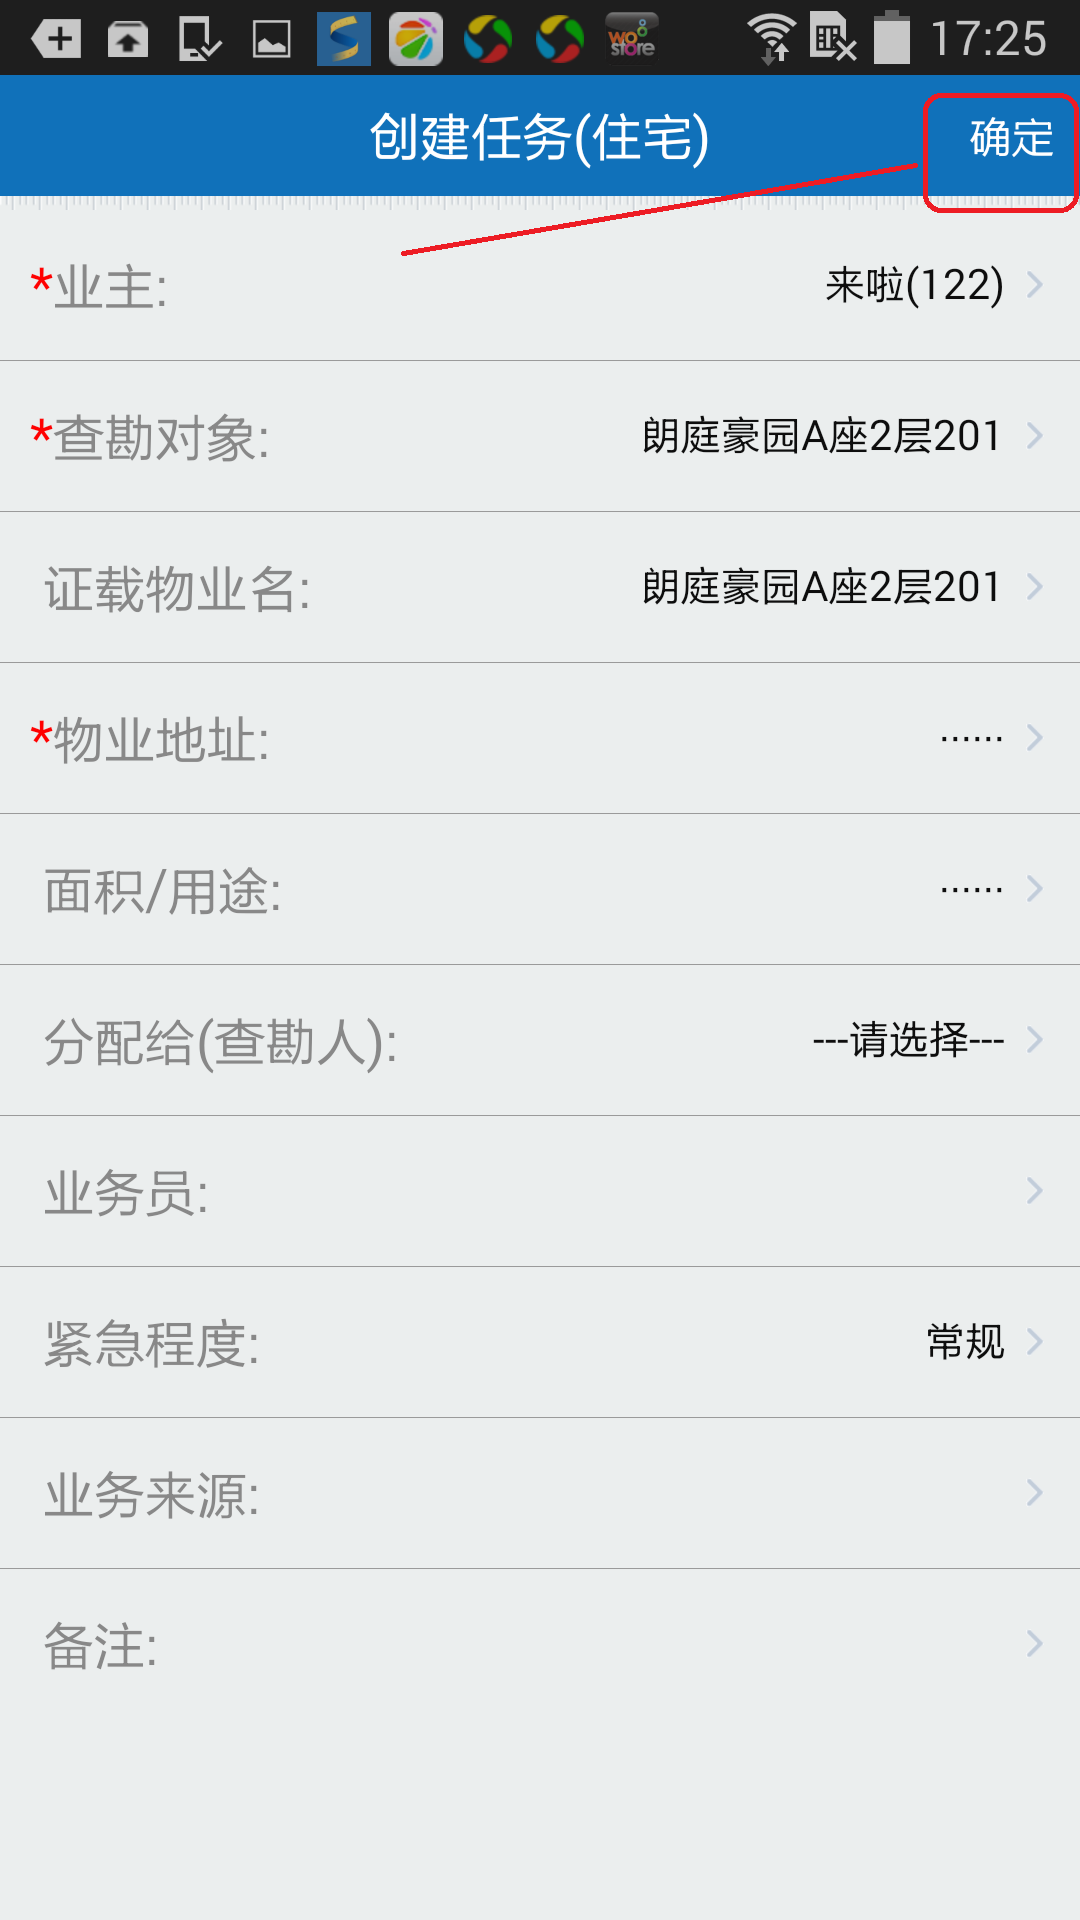 wo
store
17:25
创建任务(住宅)
确定
*业主:
来啦(122)
*查勘对象:
朗庭豪园A座2层201
证载物业名:
朗庭豪园A座2层201
*物业地址:
······
面积/用途:
······
分配给(查勘人):
---请选择---
业务员:
紧急程度:
常规
业务来源:
备注: